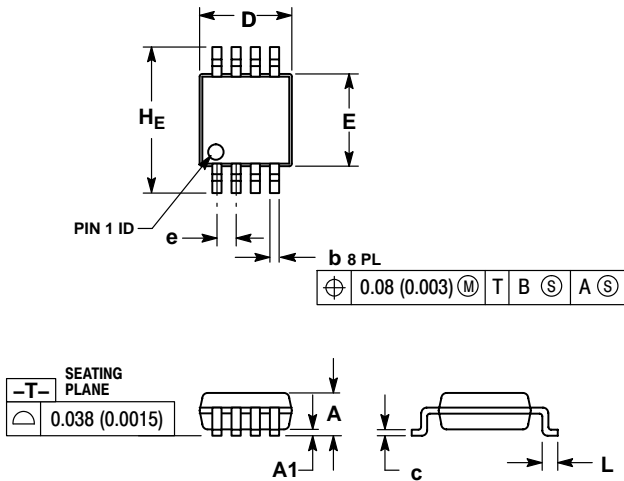 D
HE
E
PIN 1 ID
e
b 8 PL
⌖ 0.08 (0.003) Ⓜ T B Ⓢ A Ⓢ
–T– SEATING PLANE
⌓ 0.038 (0.0015)
A
A1
c
L